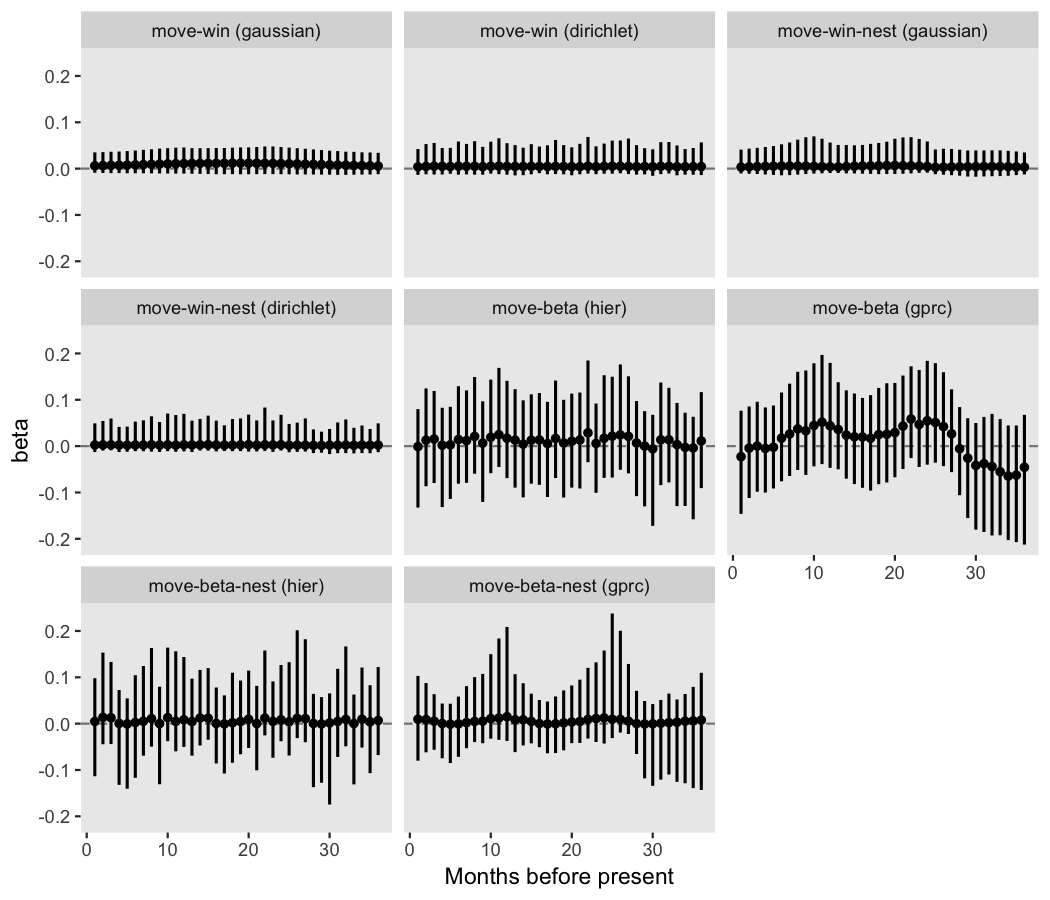 move-win (gaussian) move-win (dirichlet) move-win-nest (gaussian)
0.2
0.1
0.0
-0.1
-0.2
move-win-nest (dirichlet) move-beta (hier) move-beta (gprc)
0.2
0.1
0.0
-0.1
-0.2
0 10 20 30
move-beta-nest (hier) move-beta-nest (gprc)
0.2
0.1
0.0
-0.1
-0.2
0 10 20 30 0 10 20 30
beta
Months before present